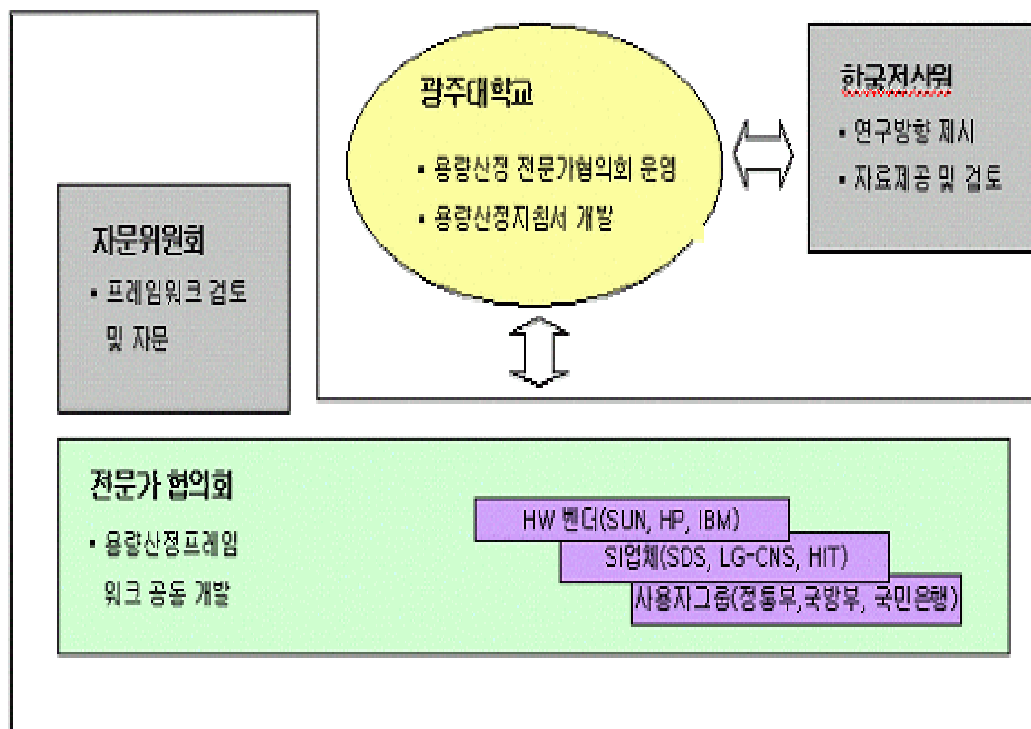 광주대학교
▪ 용량산정 전문가협의회 운영
▪ 용량산정지침서 개발
한국전산원
▪ 연구방향 제시
▪ 자료제공 및 검토
자문위원회
▪ 프레임워크 검토
및 자문
전문가 협의회
▪ 용량산정프레임
워크 공동 개발
HW 벤더(SUN, HP, IBM)
SI업체(SDS, LG-CNS, HIT)
사용자그룹(정통부,국방부, 국민은행)